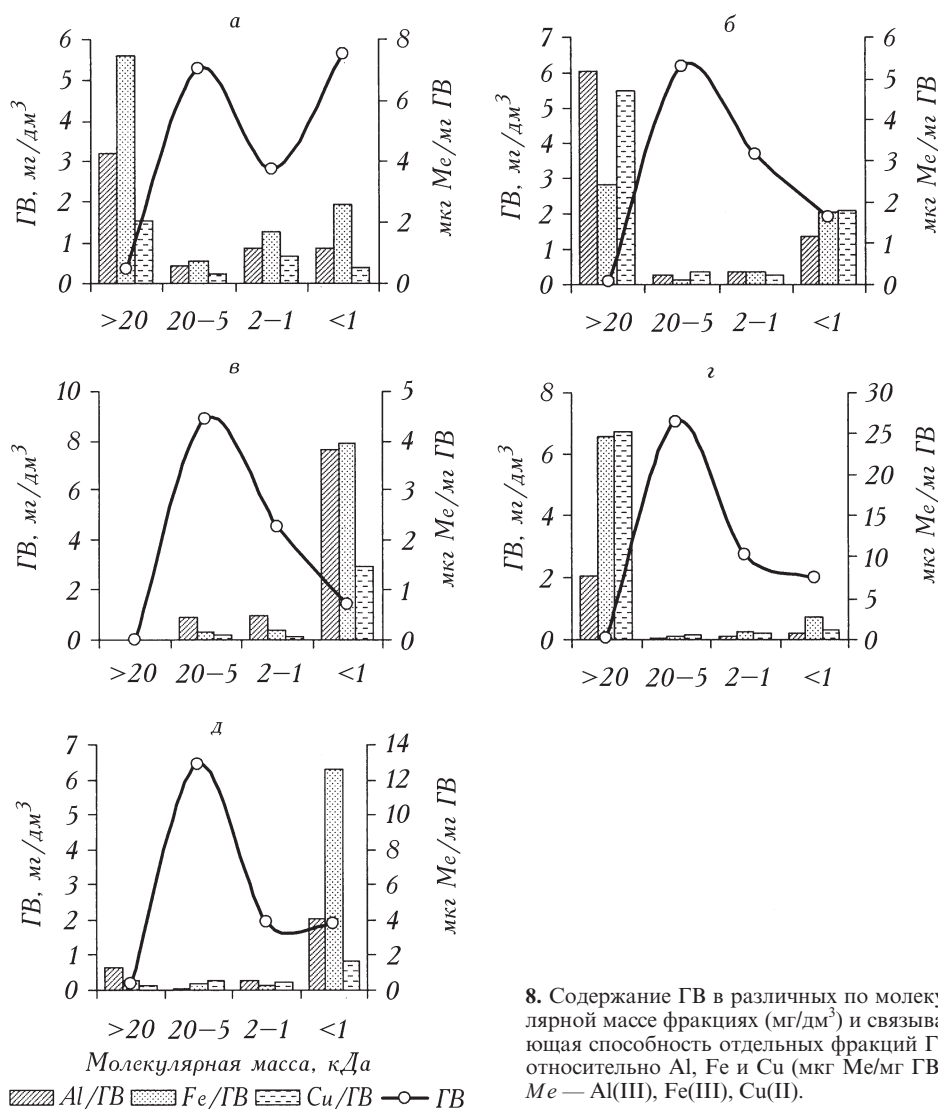 а
6
5
4
3
2
1
0
8
6
4
2
0
ГВ, мг/дм³
мкг Ме/мг ГВ
>20 20–5 2–1 <1
б
7
6
5
4
3
2
1
0
6
5
4
3
2
1
0
ГВ, мг/дм³
мкг Ме/мг ГВ
>20 20–5 2–1 <1
в
10
8
6
4
2
0
5
4
3
2
1
0
ГВ, мг/дм³
мкг Ме/мг ГВ
>20 20–5 2–1 <1
г
8
6
4
2
0
30
25
20
15
10
5
0
ГВ, мг/дм³
мкг Ме/мг ГВ
>20 20–5 2–1 <1
д
7
6
5
4
3
2
1
0
14
12
10
8
6
4
2
0
ГВ, мг/дм³
мкг Ме/мг ГВ
>20 20–5 2–1 <1
Молекулярная масса, кДа
Al/ГВ Fe/ГВ Cu/ГВ ГВ
8. Содержание ГВ в различных по молеку
лярной массе фракциях (мг/дм³) и связыва
ющая способность отдельных фракций Г
относительно Al, Fe и Cu (мкг Ме/мг ГВ
Ме — Al(III), Fe(III), Cu(II).